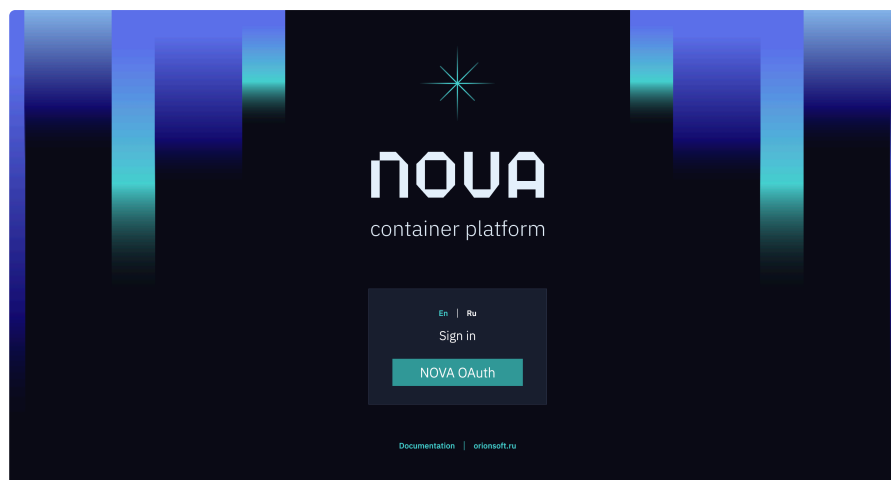 NOVA
container platform
En | Ru
Sign in
NOVA OAuth
Documentation | orionsoft.ru